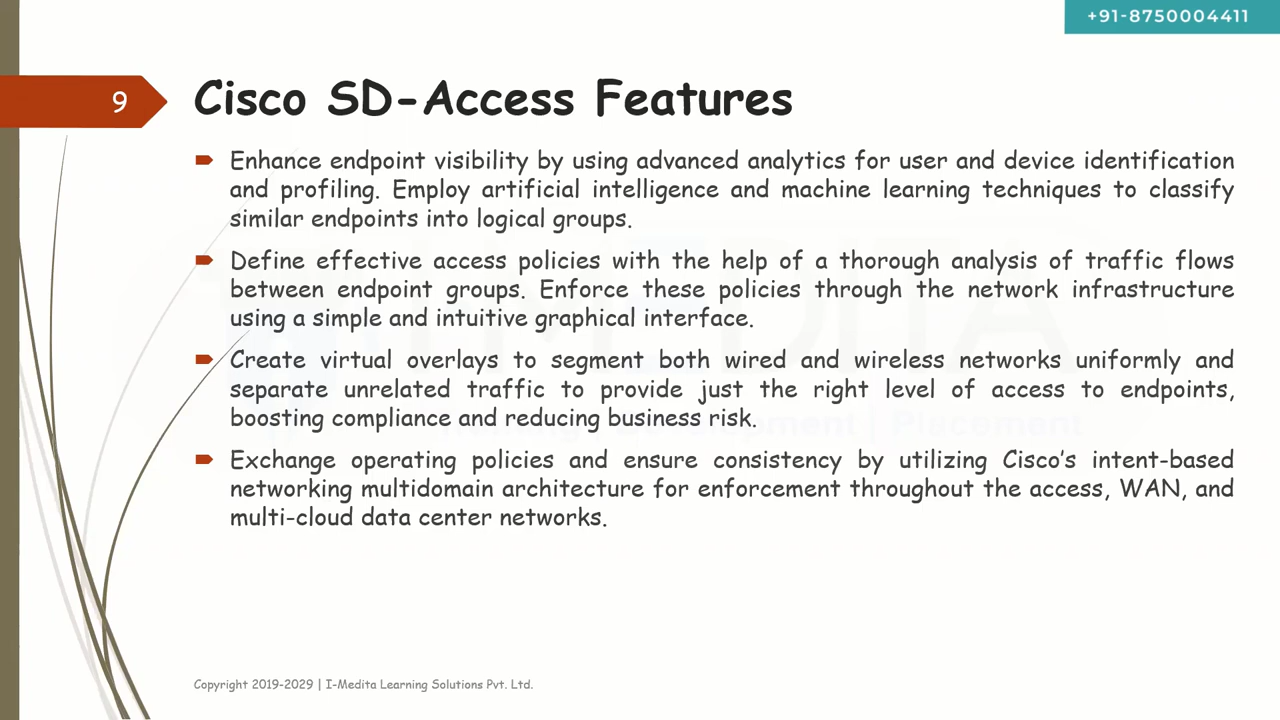 +91-8750004411
9
Cisco SD-Access Features
Enhance endpoint visibility by using advanced analytics for user and device identification
and profiling. Employ artificial intelligence and machine learning techniques to classify
similar endpoints into logical groups.
Define effective access policies with the help of a thorough analysis of traffic flows
between endpoint groups. Enforce these policies through the network infrastructure
using a simple and intuitive graphical interface.
Create virtual overlays to segment both wired and wireless networks uniformly and
separate unrelated traffic to provide just the right level of access to endpoints,
boosting compliance and reducing business risk.
Exchange operating policies and ensure consistency by utilizing Cisco's intent-based
networking multidomain architecture for enforcement throughout the access, WAN, and
multi-cloud data center networks.
Copyright 2019-2029 | I-Medita Learning Solutions Pvt. Ltd.